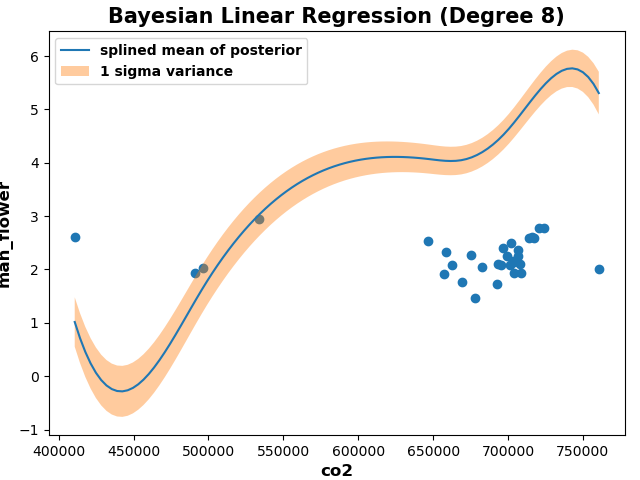 Bayesian Linear Regression (Degree 8)
splined mean of posterior
1 sigma variance
6
5
4
3
2
1
0
−1
man_flower
400000 450000 500000 550000 600000 650000 700000 750000
co2